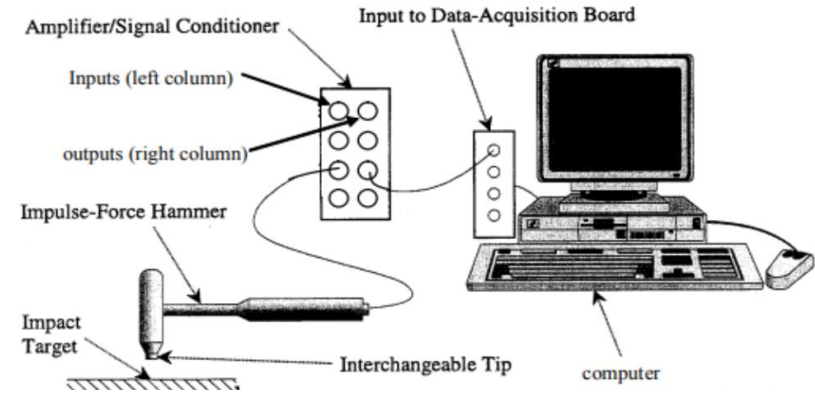 Amplifier/Signal Conditioner
Input to Data-Acquisition Board
Inputs (left column)
outputs (right column)
Impulse-Force Hammer
Impact
Target
Interchangeable Tip
computer